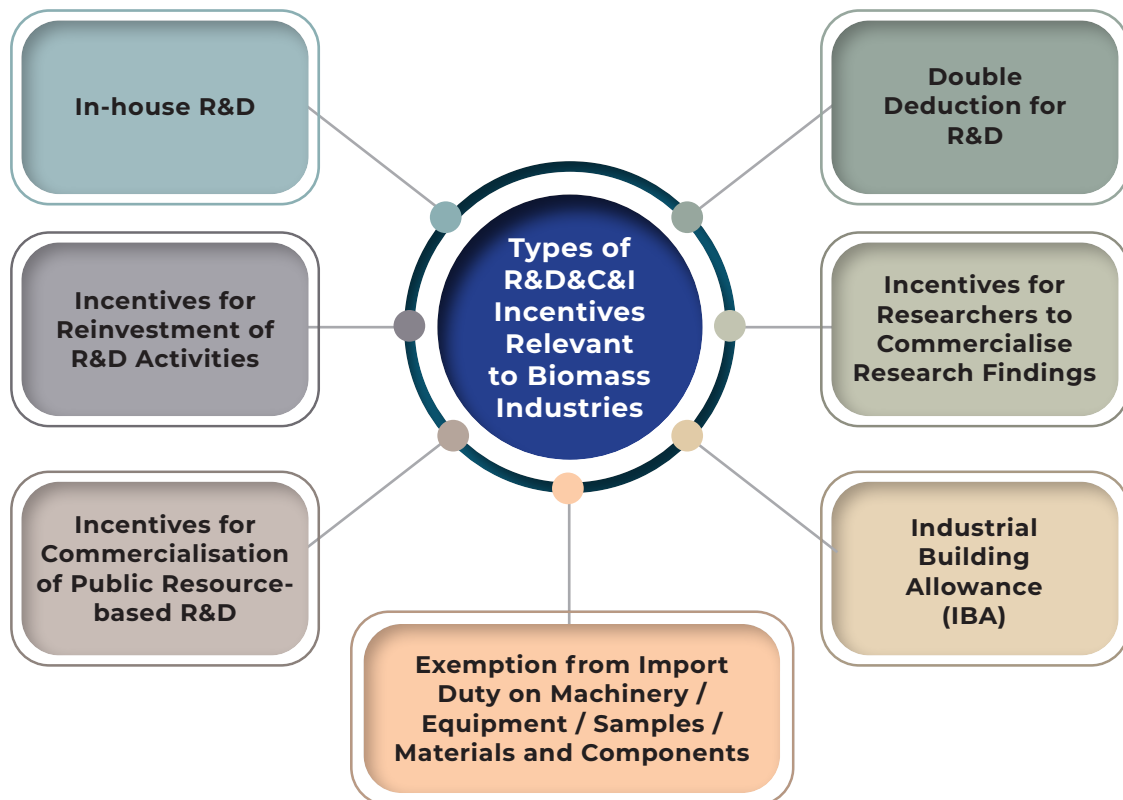 In-house R&D
Double
Deduction for
R&D
Types of
R&D&C&I
Incentives
Relevant
to Biomass
Industries
Incentives for
Reinvestment of
R&D Activities
Incentives for
Researchers to
Commercialise
Research Findings
Incentives for
Commercialisation
of Public Resource-
based R&D
Industrial
Building
Allowance
(IBA)
Exemption from Import
Duty on Machinery /
Equipment / Samples /
Materials and Components